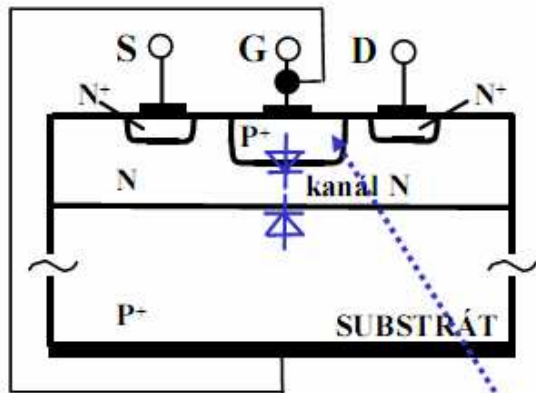 S G D
N⁺ N⁺
P⁺
N kanál N
P⁺
SUBSTRÁT